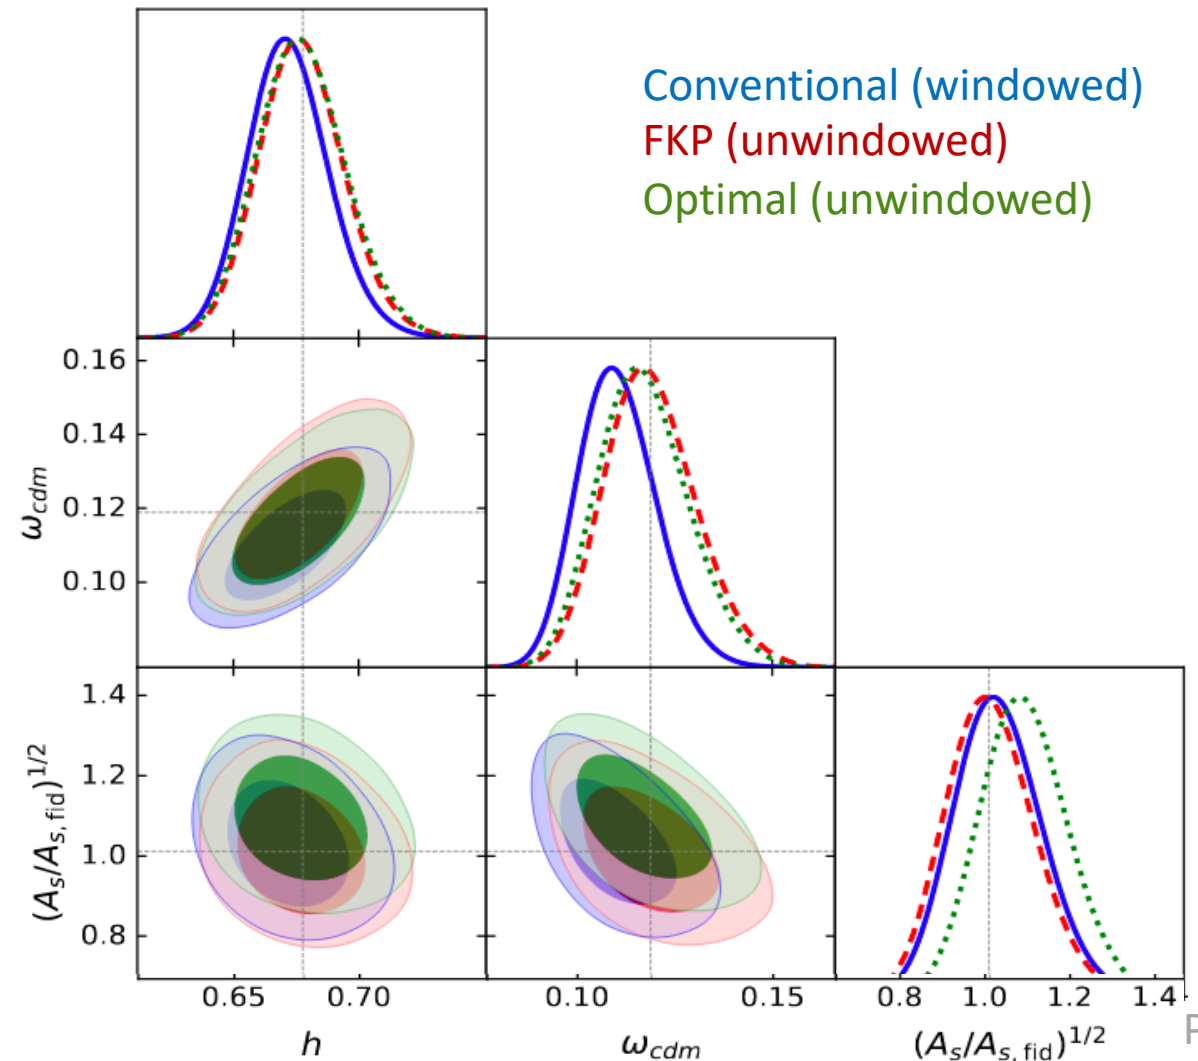 Conventional (windowed)
FKP (unwindowed)
Optimal (unwindowed)
0.16
0.14
0.12
0.10
ω_cdm
1.4
1.2
1.0
0.8
(A_s/A_{s, fid})^{1/2}
0.65 0.70
0.10 0.15
0.8 1.0 1.2 1.4
h
ω_cdm
(A_s/A_{s, fid})^{1/2}
P